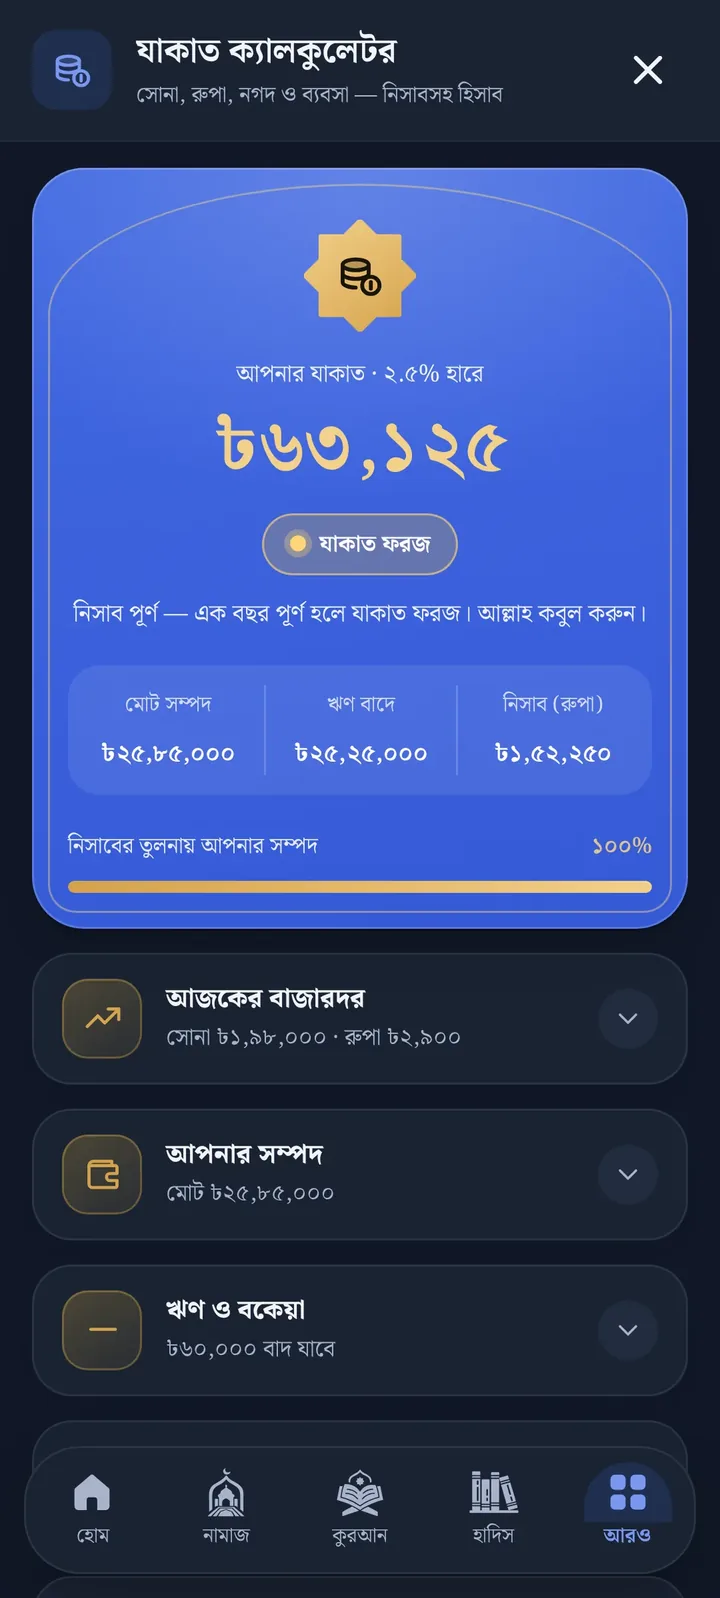 যাকাত ক্যালকুলেটর
সোনা, রুপা, নগদ ও ব্যবসা — নিসাবসহ হিসাব
আপনার যাকাত · ২.৫% হারে
৳৬৩,১২৫
যাকাত ফরজ
নিসাব পূর্ণ — এক বছর পূর্ণ হলে যাকাত ফরজ। আল্লাহ কবুল করুন।
মোট সম্পদ ঋণ বাদে নিসাব (রুপা)
৳২৫,৮৫,০০০ ৳২৫,২৫,০০০ ৳১,৫২,২৫০
নিসাবের তুলনায় আপনার সম্পদ ১০০%
আজকের বাজারদর
সোনা ৳১,৯৮,০০০ · রুপা ৳২,৯০০
আপনার সম্পদ
মোট ৳২৫,৮৫,০০০
ঋণ ও বকেয়া
৳৬০,০০০ বাদ যাবে
হোম নামাজ কুরআন হাদিস আরও